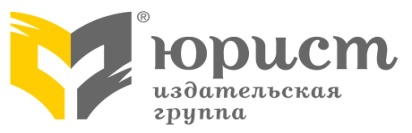 ®
юрист
издательская
группа